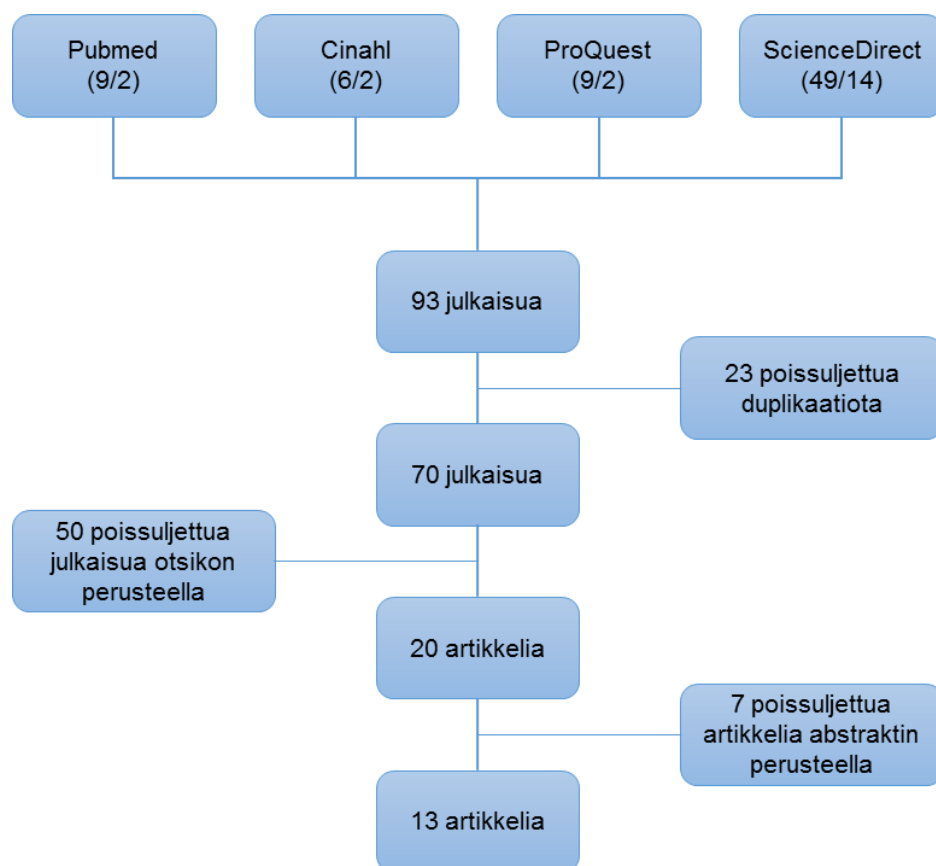 Pubmed
(9/2)
Cinahl
(6/2)
ProQuest
(9/2)
ScienceDirect
(49/14)
93 julkaisua
23 poissuljettua
duplikaatiota
70 julkaisua
50 poissuljettua
julkaisua otsikon
perusteella
20 artikkelia
7 poissuljettua
artikkelia abstraktin
perusteella
13 artikkelia